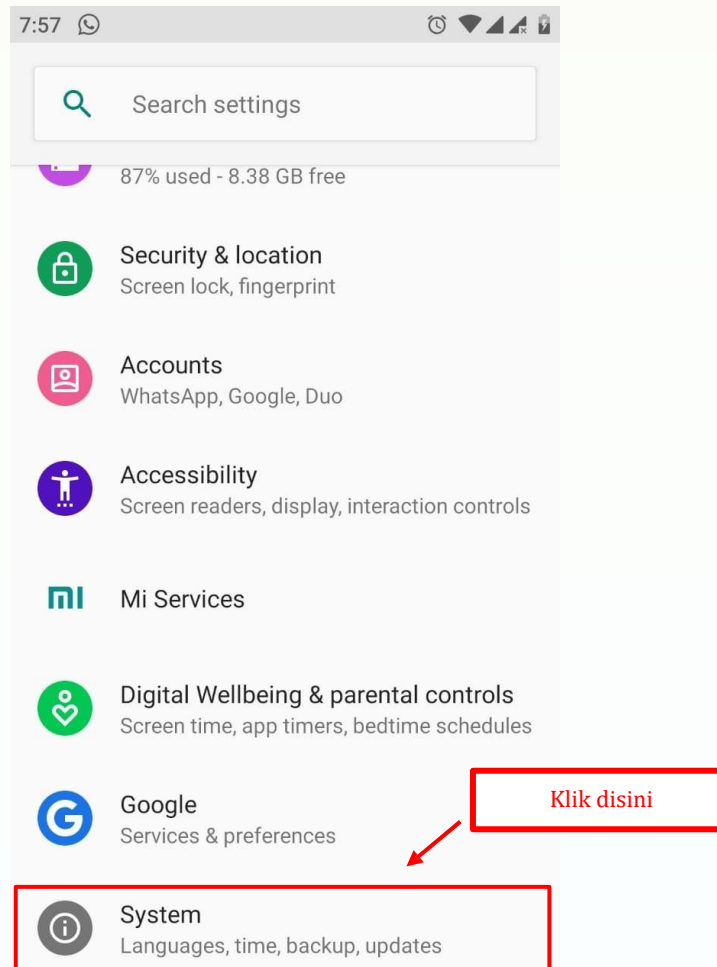 7:57
Search settings
87% used - 8.38 GB free
Security & location
Screen lock, fingerprint
Accounts
WhatsApp, Google, Duo
Accessibility
Screen readers, display, interaction controls
Mi Services
Digital Wellbeing & parental controls
Screen time, app timers, bedtime schedules
Google
Services & preferences
Klik disini
System
Languages, time, backup, updates